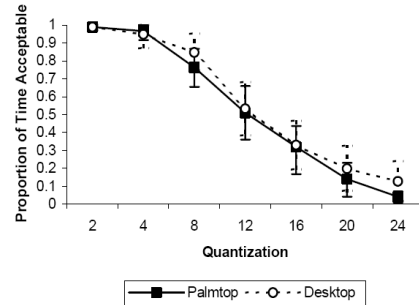 Proportion of Time Acceptable
1
0.9
0.8
0.7
0.6
0.5
0.4
0.3
0.2
0.1
0
2 4 8 12 16 20 24
Quantization
Palmtop Desktop